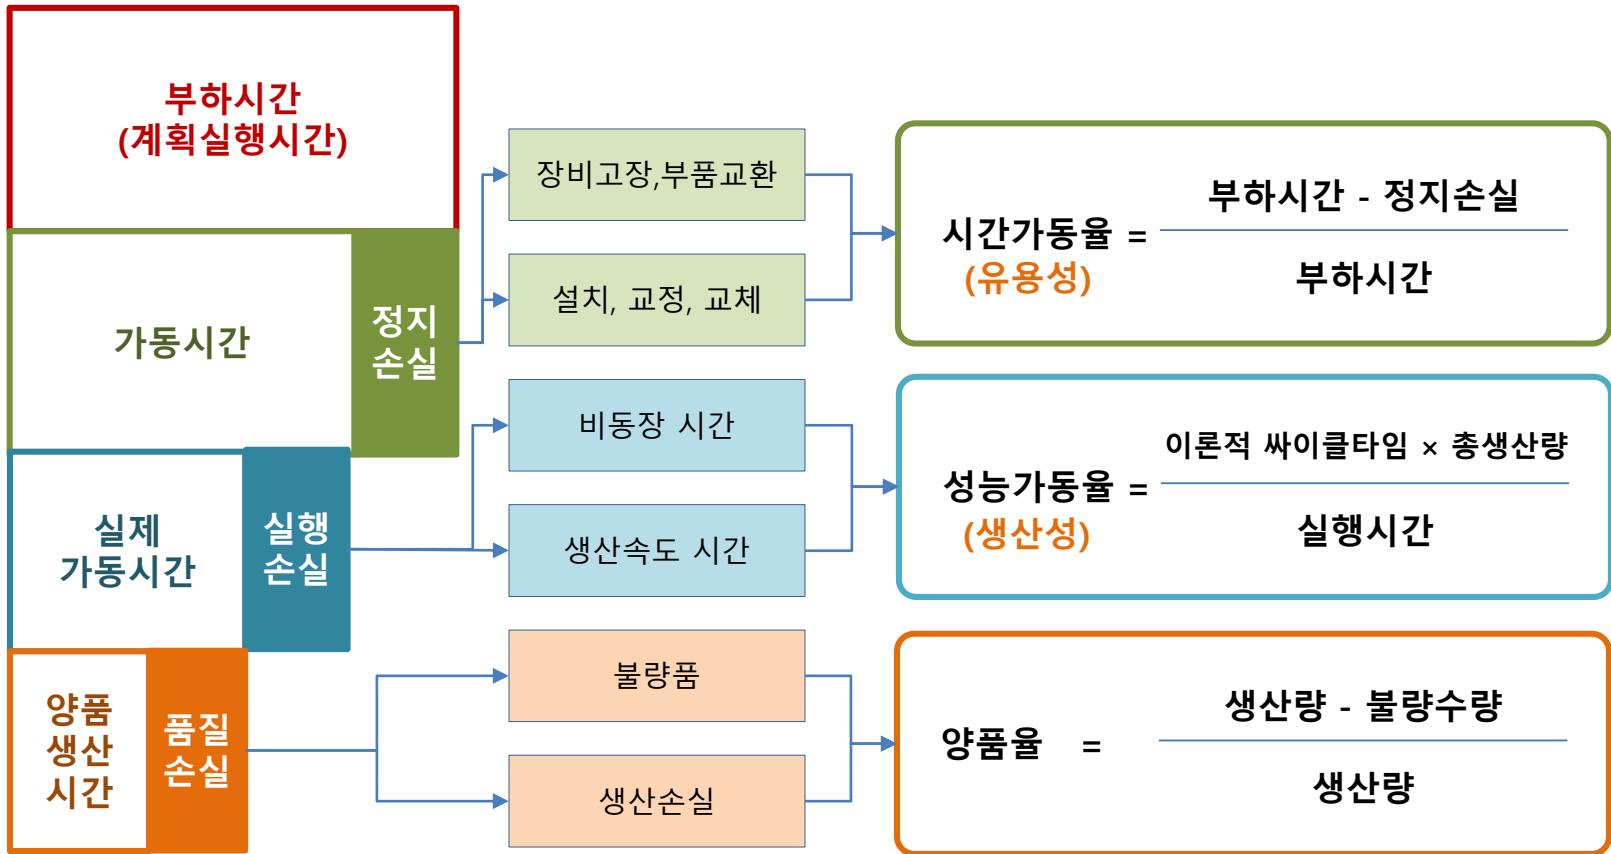 부하시간
(계획실행시간)
가동시간
정지
손실
실제
가동시간
실행
손실
양품
생산
시간
품질
손실
장비고장,부품교환
설치, 교정, 교체
비동장 시간
생산속도 시간
불량품
생산손실
시간가동율 =
(유용성)
부하시간 - 정지손실
부하시간
성능가동율 =
(생산성)
이론적 싸이클타임 × 총생산량
실행시간
양품율 =
생산량 - 불량수량
생산량